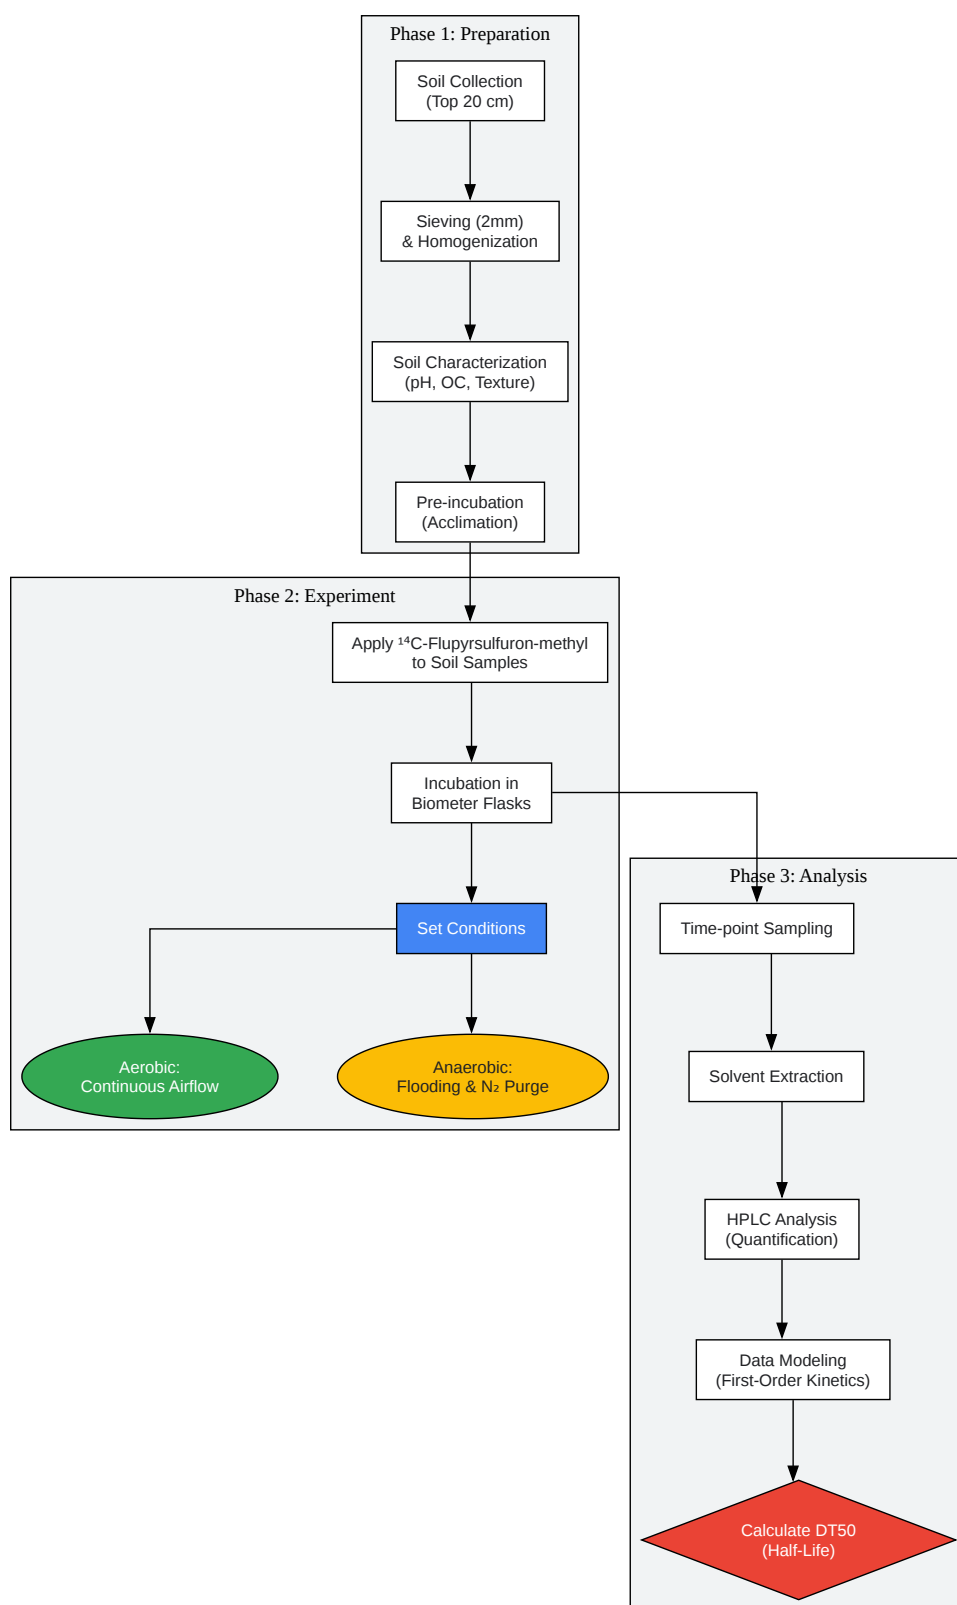 Phase 1: Preparation
Soil Collection
(Top 20 cm)
Sieving (2mm)
& Homogenization
Soil Characterization
(pH, OC, Texture)
Pre-incubation
(Acclimation)
Phase 2: Experiment
Apply ¹⁴C-Flupyrsulfuron-methyl
to Soil Samples
Incubation in
Biometer Flasks
Set Conditions
Aerobic:
Continuous Airflow
Anaerobic:
Flooding & N₂ Purge
Phase 3: Analysis
Time-point Sampling
Solvent Extraction
HPLC Analysis
(Quantification)
Data Modeling
(First-Order Kinetics)
Calculate DT50
(Half-Life)